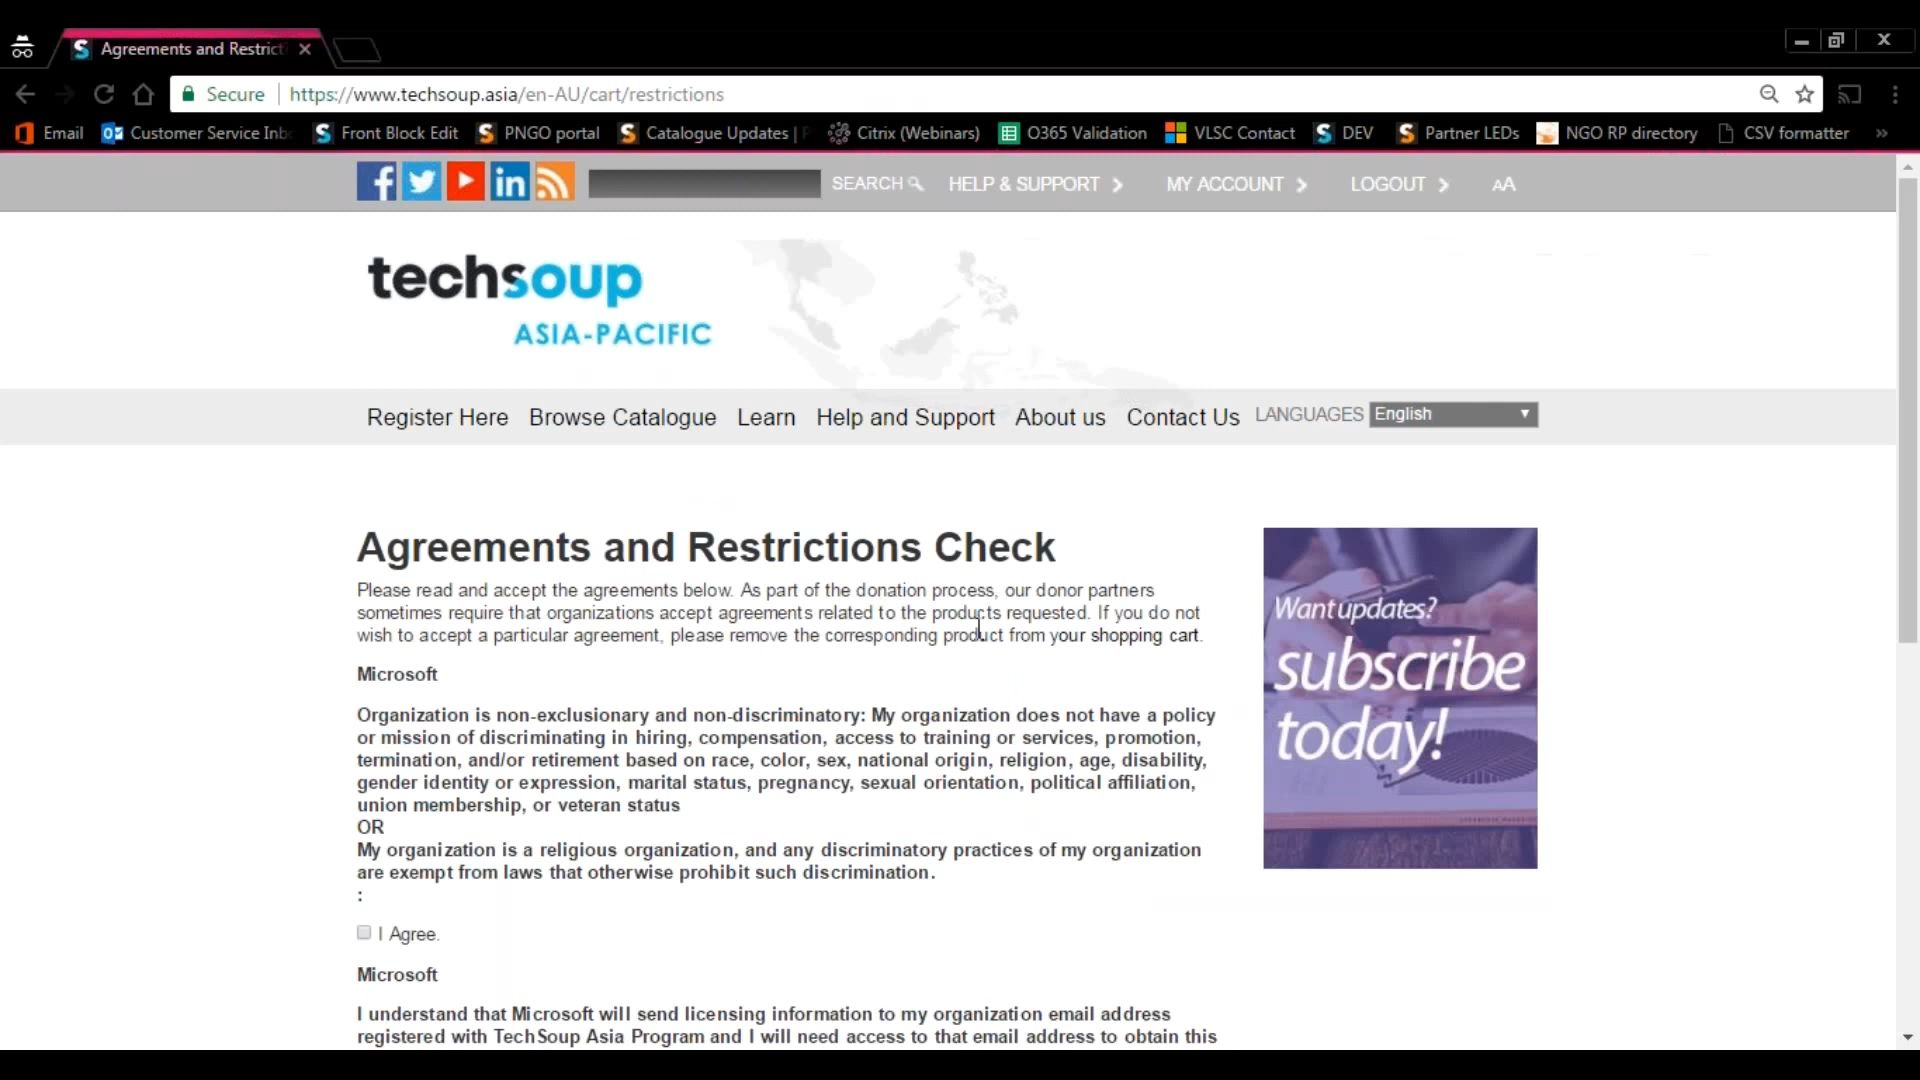 Agreements and Restrict
Secure https://www.techsoup.asia/en-AU/cart/restrictions
Email Customer Service Inb Front Block Edit PNGO portal Catalogue Updates | Citrix (Webinars) O365 Validation VLSC Contact DEV Partner LEDs NGO RP directory CSV formatter »
SEARCH HELP & SUPPORT MY ACCOUNT LOGOUT AA
techsoup
ASIA-PACIFIC
Register Here Browse Catalogue Learn Help and Support About us Contact Us LANGUAGES English
Agreements and Restrictions Check
Please read and accept the agreements below. As part of the donation process, our donor partners
sometimes require that organizations accept agreements related to the products requested. If you do not
wish to accept a particular agreement, please remove the corresponding product from your shopping cart.
Microsoft
Organization is non-exclusionary and non-discriminatory: My organization does not have a policy
or mission of discriminating in hiring, compensation, access to training or services, promotion,
termination, and/or retirement based on race, color, sex, national origin, religion, age, disability,
gender identity or expression, marital status, pregnancy, sexual orientation, political affiliation,
union membership, or veteran status
OR
My organization is a religious organization, and any discriminatory practices of my organization
are exempt from laws that otherwise prohibit such discrimination.
:
I Agree.
Microsoft
I understand that Microsoft will send licensing information to my organization email address
registered with TechSoup Asia Program and I will need access to that email address to obtain this
Want updates?
subscribe
today!